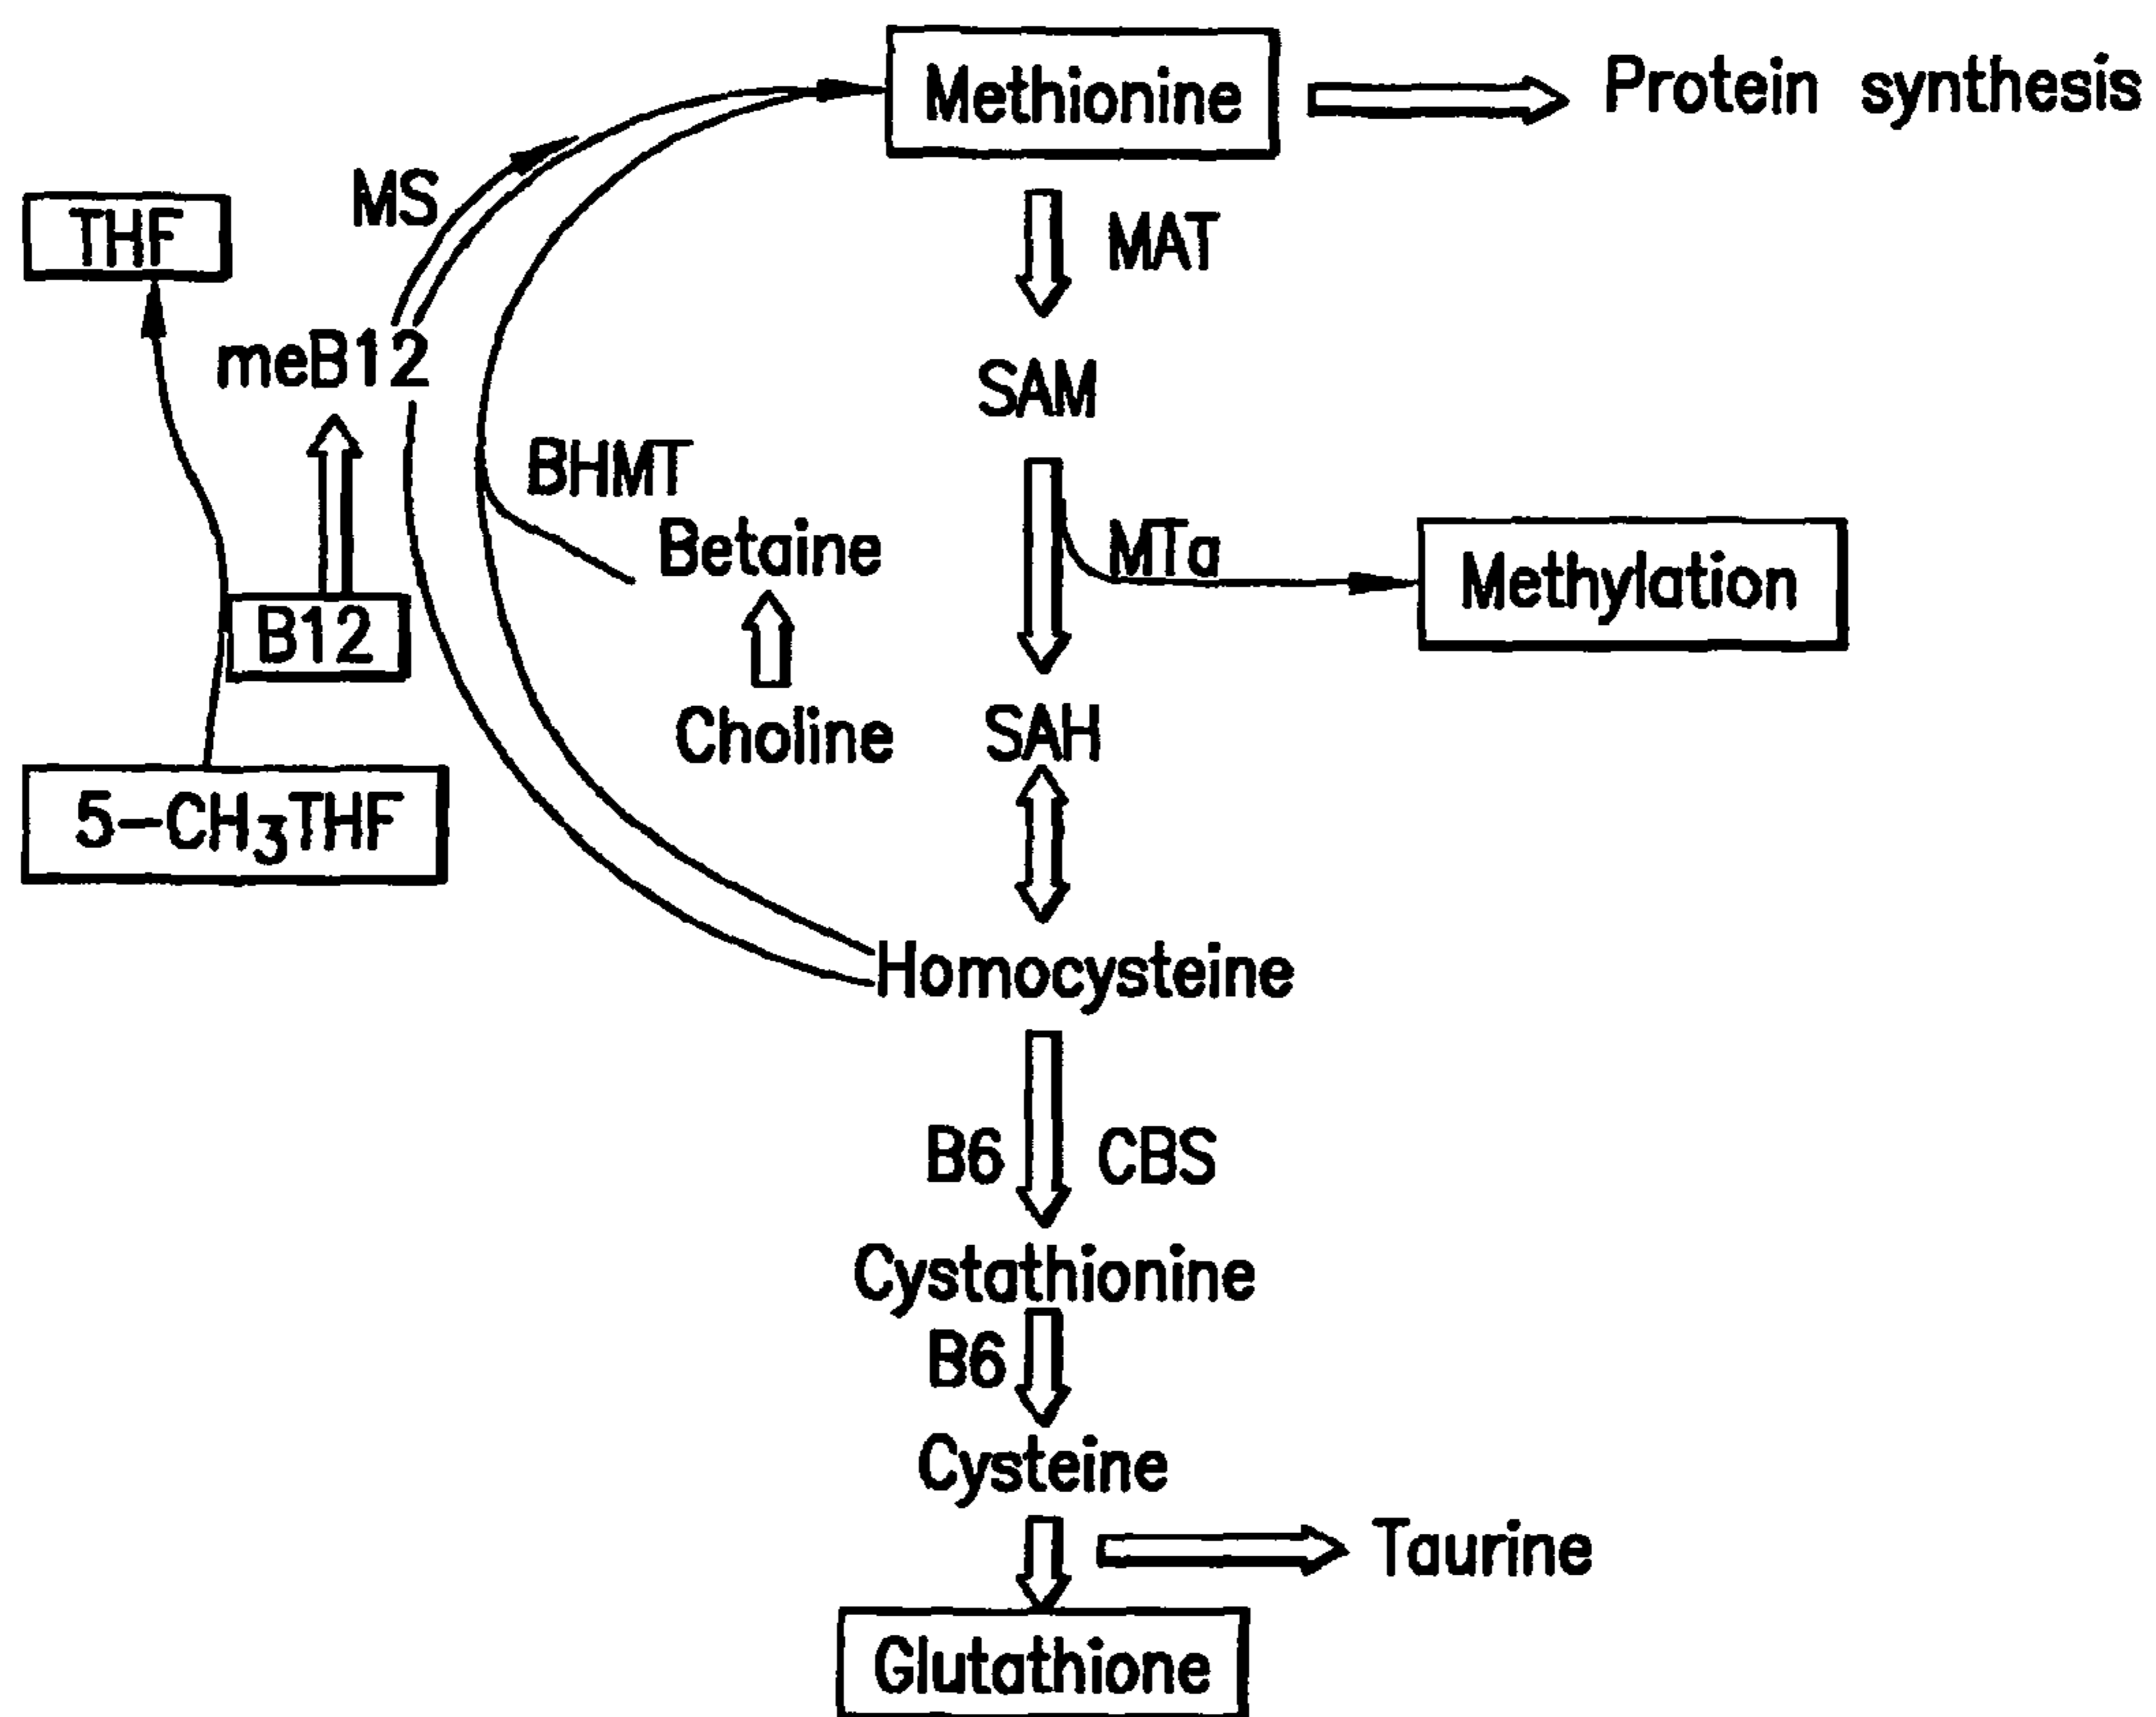 Methionine
Protein synthesis
MS
THF
MAT
meB12
SAM
BHMT
Betaine
MTa
Methylation
B12
Choline
SAH
5-CH₃THF
Homocysteine
B6 CBS
Cystathionine
B6
Cysteine
Taurine
Glutathione